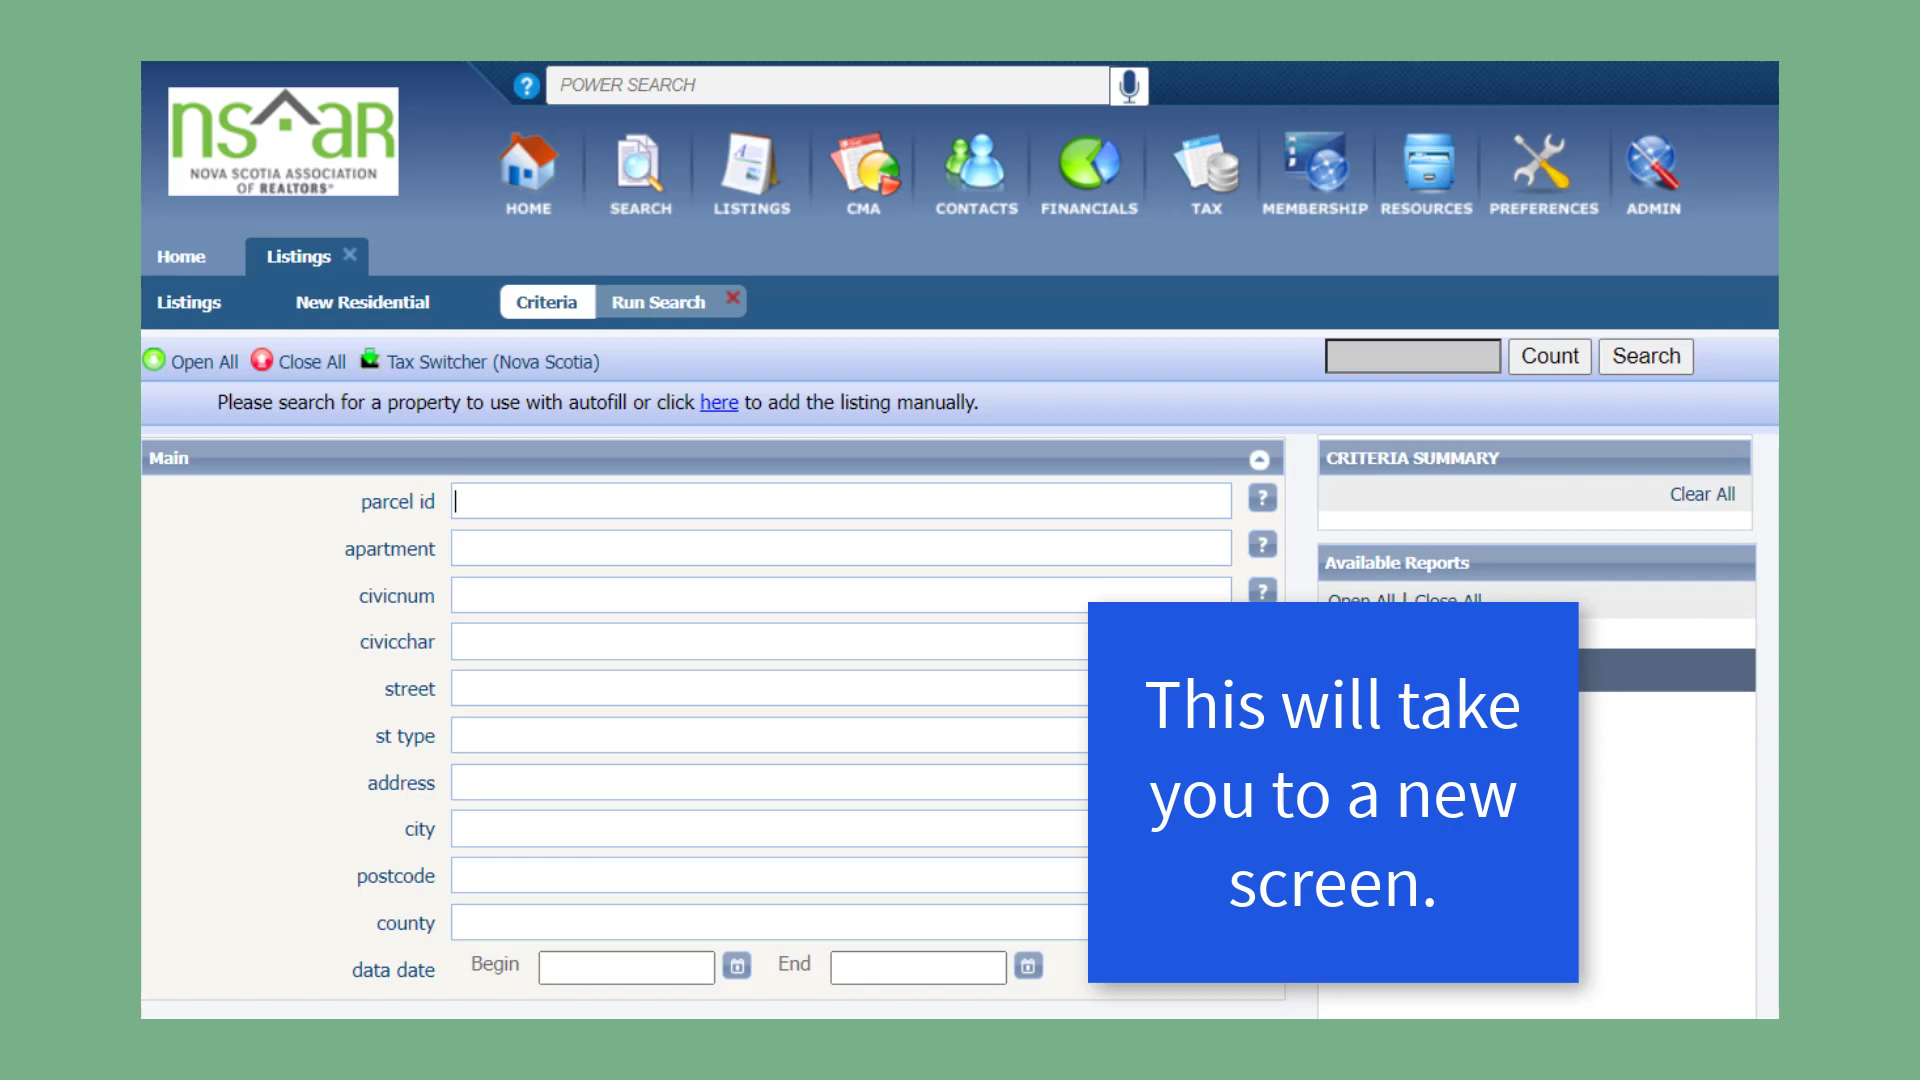 POWER SEARCH
nsaaR
NOVA SCOTIA ASSOCIATION
OF REALTORS®
HOME
SEARCH
LISTINGS
CMA
CONTACTS
FINANCIALS
TAX
MEMBERSHIP
RESOURCES
PREFERENCES
ADMIN
Home
Listings
Listings
New Residential
Criteria
Run Search
Open All
Close All
Tax Switcher (Nova Scotia)
Count
Search
Please search for a property to use with autofill or click here to add the listing manually.
Main
parcel id
apartment
civicnum
civicchar
street
st type
address
city
postcode
county
data date
Begin
End
CRITERIA SUMMARY
Clear All
Available Reports
Open All | Close All
This will take
you to a new
screen.